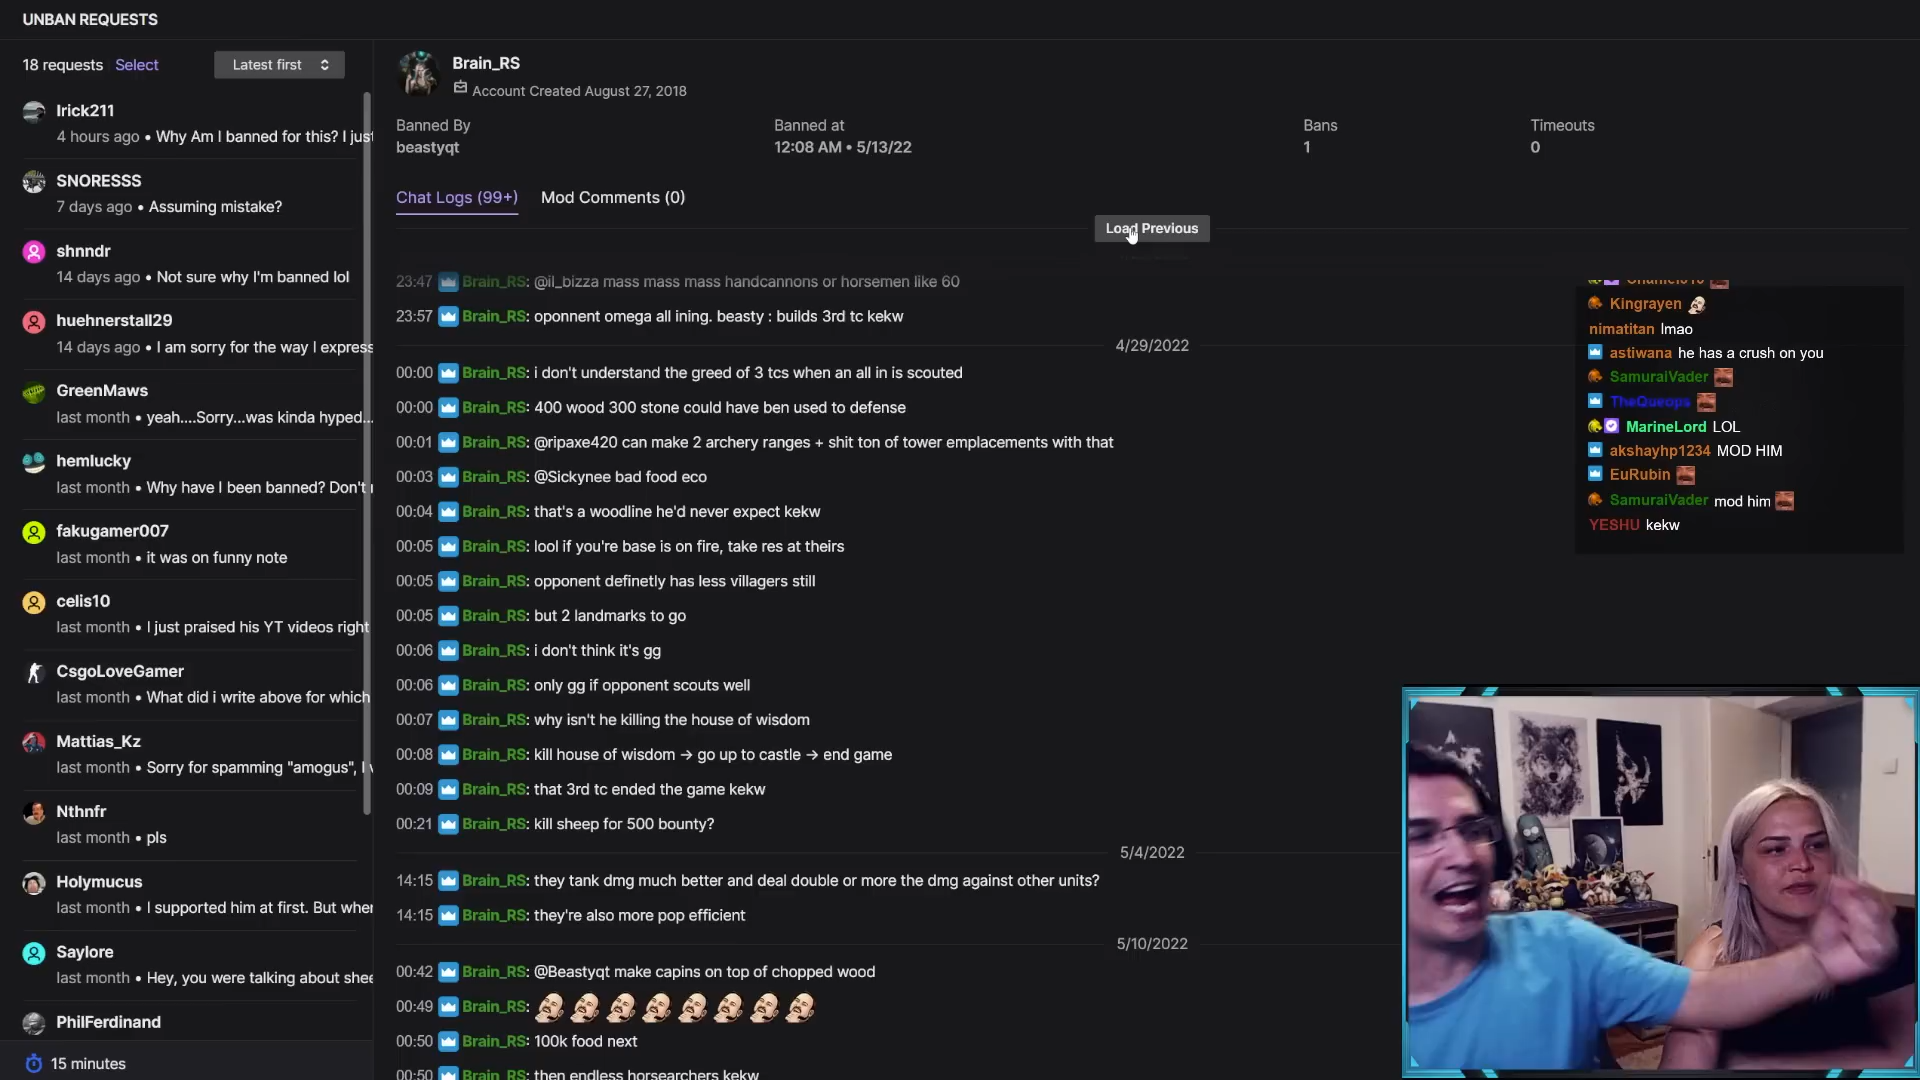 UNBAN REQUESTS
18 requests Select
Latest first
Irick211
4 hours ago • Why Am I banned for this? I just
SNORESSS
7 days ago • Assuming mistake?
shnndr
14 days ago • Not sure why I'm banned lol
huehnerstall29
14 days ago • I am sorry for the way I express
GreenMaws
last month • yeah....Sorry...was kinda hyped...
hemlucky
last month • Why have I been banned? Don't
fakugamer007
last month • it was on funny note
celis10
last month • I just praised his YT videos right
CsgoLoveGamer
last month • What did i write above for which
Mattias_Kz
last month • Sorry for spamming "amogus", I
Nthnfr
last month • pls
Holymucus
last month • I supported him at first. But when
Saylore
last month • Hey, you were talking about shee
PhilFerdinand
15 minutes
Brain_RS
Account Created August 27, 2018
Banned By
beastyqt
Banned at
12:08 AM • 5/13/22
Bans
1
Timeouts
0
Chat Logs (99+)
Mod Comments (0)
Load Previous
23:47 Brain_RS: @il_bizza mass mass mass handcannons or horsemen like 60
23:57 Brain_RS: oponnent omega all ining. beasty : builds 3rd tc kekw
4/29/2022
00:00 Brain_RS: i don't understand the greed of 3 tcs when an all in is scouted
00:00 Brain_RS: 400 wood 300 stone could have ben used to defense
00:01 Brain_RS: @ripaxe420 can make 2 archery ranges + shit ton of tower emplacements with that
00:03 Brain_RS: @Sickynee bad food eco
00:04 Brain_RS: that's a woodline he'd never expect kekw
00:05 Brain_RS: lool if you're base is on fire, take res at theirs
00:05 Brain_RS: opponent definetly has less villagers still
00:05 Brain_RS: but 2 landmarks to go
00:06 Brain_RS: i don't think it's gg
00:06 Brain_RS: only gg if opponent scouts well
00:07 Brain_RS: why isn't he killing the house of wisdom
00:08 Brain_RS: kill house of wisdom → go up to castle → end game
00:09 Brain_RS: that 3rd tc ended the game kekw
00:21 Brain_RS: kill sheep for 500 bounty?
5/4/2022
14:15 Brain_RS: they tank dmg much better and deal double or more the dmg against other units?
14:15 Brain_RS: they're also more pop efficient
5/10/2022
00:42 Brain_RS: @Beastyqt make capins on top of chopped wood
00:49 Brain_RS:
00:50 Brain_RS: 100k food next
00:50 Brain_RS: then endless horsearchers kekw
Kingrayen
nimatitan lmao
astiwana he has a crush on you
SamuraiVader
TheQueops
MarineLord LOL
akshayhp1234 MOD HIM
EuRubin
SamuraiVader mod him
YESHU kekw